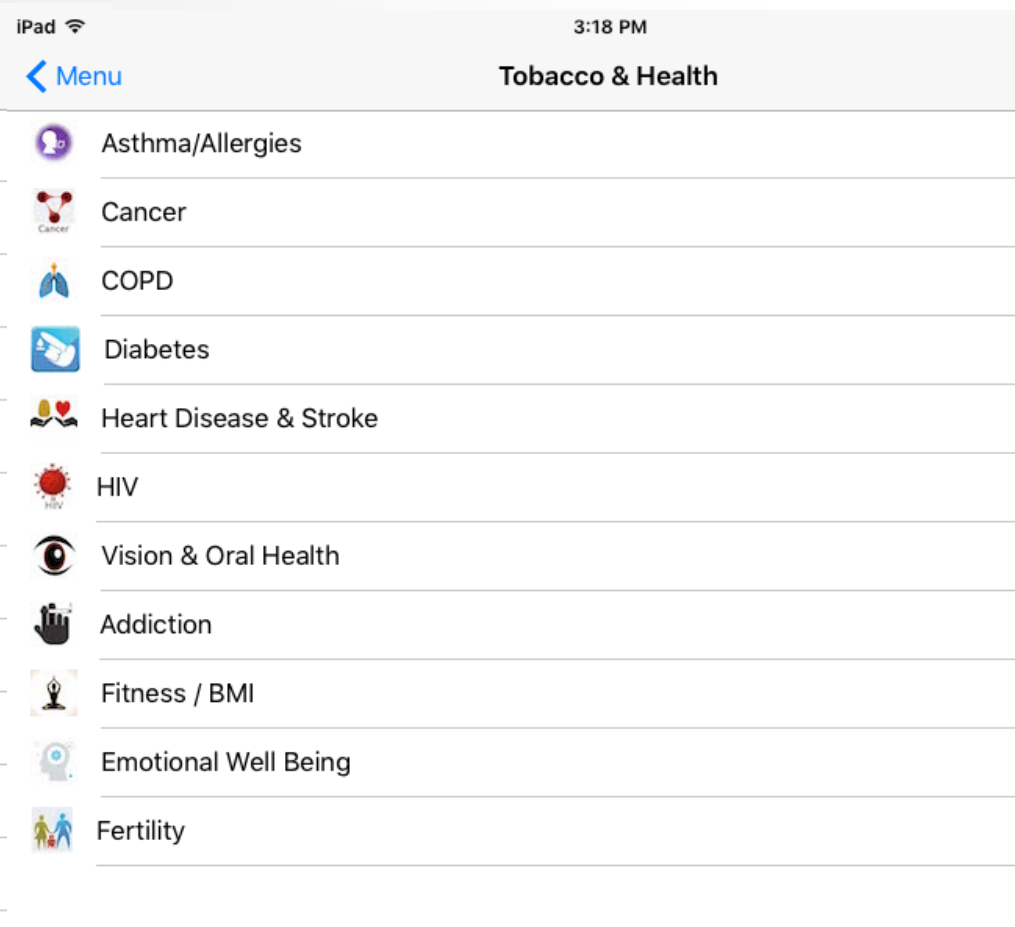 iPad
3:18 PM
Menu
Tobacco & Health
Asthma/Allergies
Cancer
Cancer
COPD
Diabetes
Heart Disease & Stroke
HIV
HIV
Vision & Oral Health
Addiction
Fitness / BMI
Emotional Well Being
Fertility